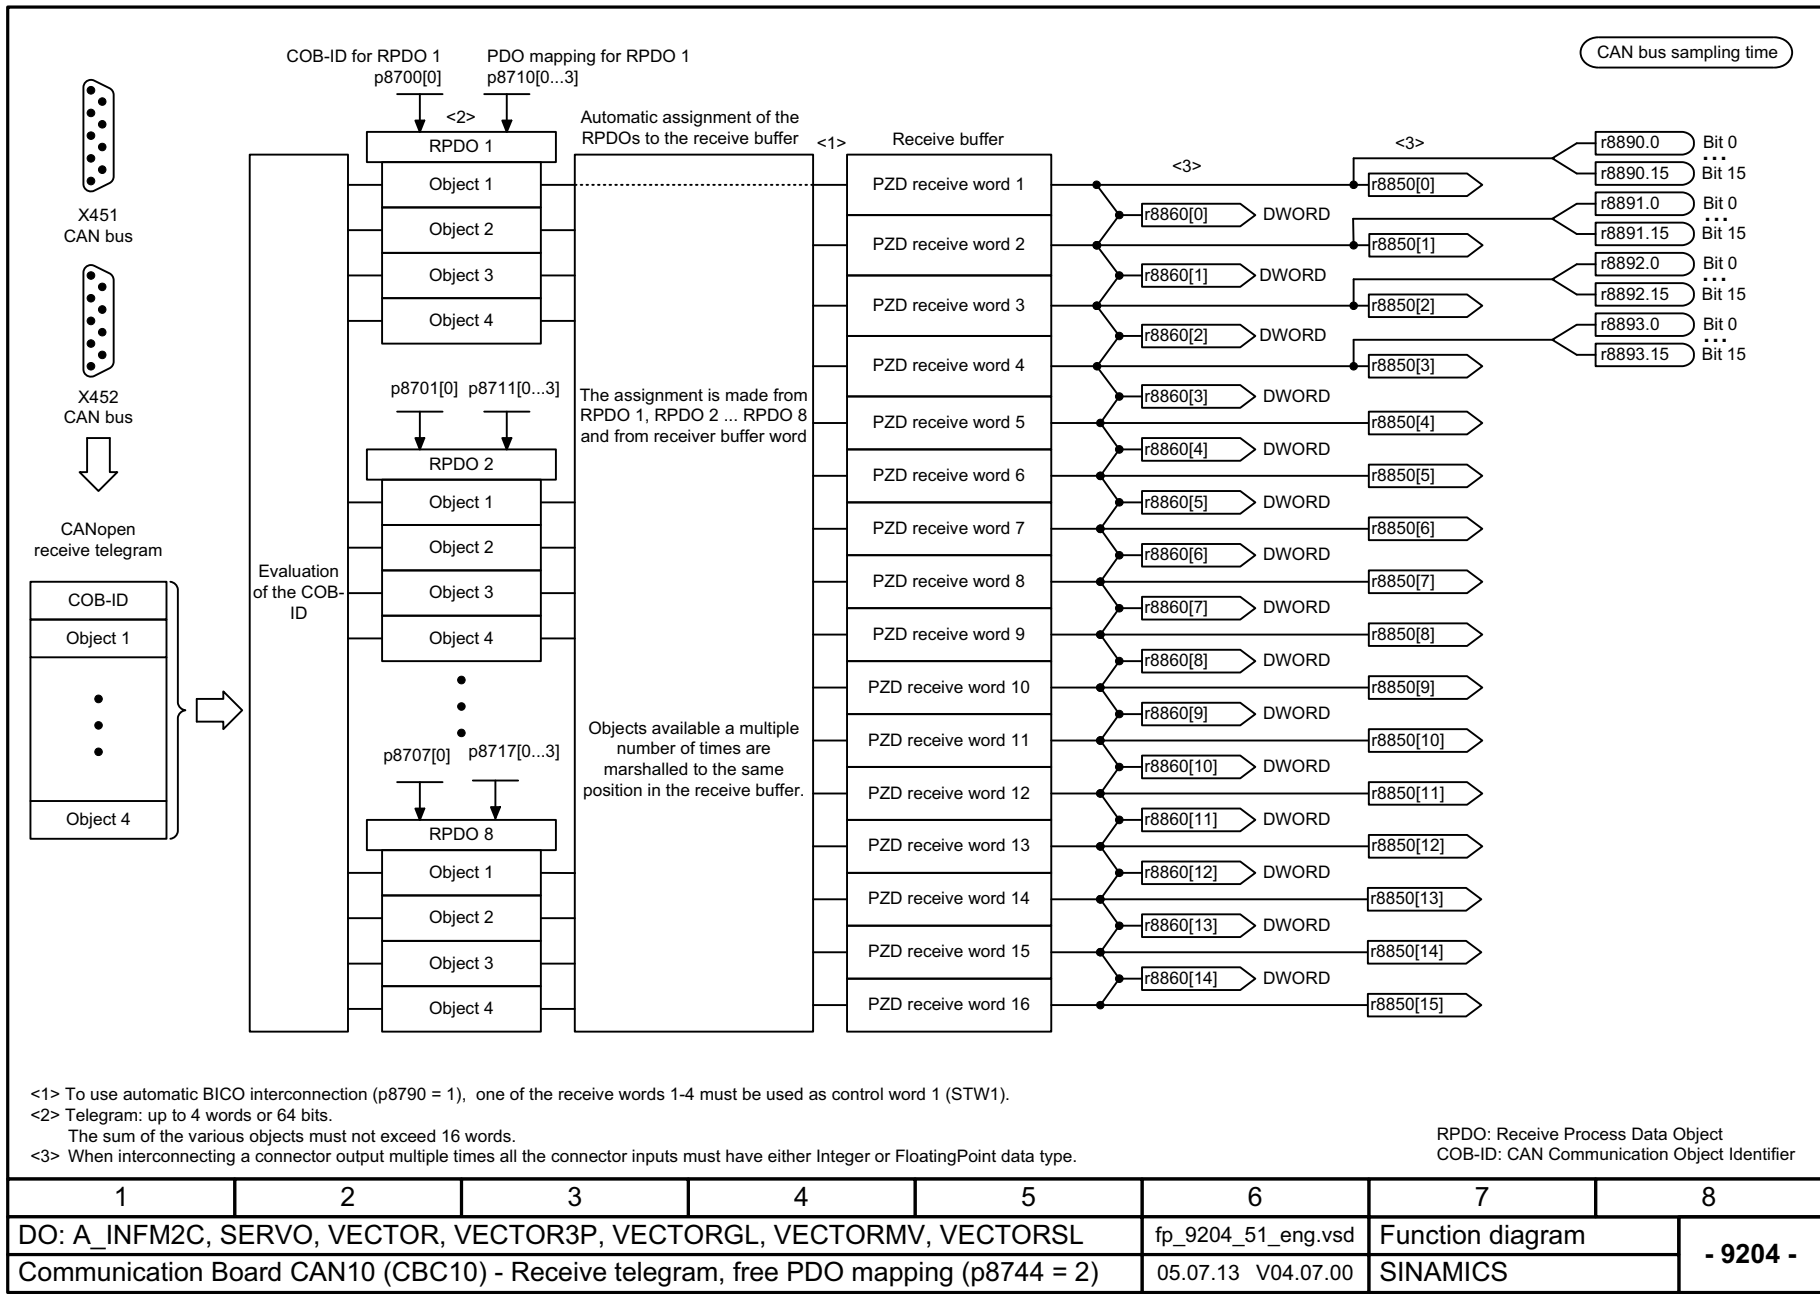 COB-ID for RPDO 1
p8700[0]
PDO mapping for RPDO 1
p8710[0...3]
CAN bus sampling time
<2>
Automatic assignment of the
RPDOs to the receive buffer
<1>
Receive buffer
<3>
<3>
X451
CAN bus
X452
CAN bus
CANopen
receive telegram
COB-ID
Object 1
Object 4
Evaluation
of the COB-
ID
RPDO 1
Object 1
Object 2
Object 3
Object 4
p8701[0]
p8711[0...3]
RPDO 2
Object 1
Object 2
Object 3
Object 4
p8707[0]
p8717[0...3]
RPDO 8
Object 1
Object 2
Object 3
Object 4
The assignment is made from
RPDO 1, RPDO 2 ... RPDO 8
and from receiver buffer word
Objects available a multiple
number of times are
marshalled to the same
position in the receive buffer.
PZD receive word 1
PZD receive word 2
PZD receive word 3
PZD receive word 4
PZD receive word 5
PZD receive word 6
PZD receive word 7
PZD receive word 8
PZD receive word 9
PZD receive word 10
PZD receive word 11
PZD receive word 12
PZD receive word 13
PZD receive word 14
PZD receive word 15
PZD receive word 16
r8860[0] DWORD
r8860[1] DWORD
r8860[2] DWORD
r8860[3] DWORD
r8860[4] DWORD
r8860[5] DWORD
r8860[6] DWORD
r8860[7] DWORD
r8860[8] DWORD
r8860[9] DWORD
r8860[10] DWORD
r8860[11] DWORD
r8860[12] DWORD
r8860[13] DWORD
r8860[14] DWORD
r8850[0]
r8850[1]
r8850[2]
r8850[3]
r8850[4]
r8850[5]
r8850[6]
r8850[7]
r8850[8]
r8850[9]
r8850[10]
r8850[11]
r8850[12]
r8850[13]
r8850[14]
r8850[15]
r8890.0 Bit 0
...
r8890.15 Bit 15
r8891.0 Bit 0
...
r8891.15 Bit 15
r8892.0 Bit 0
...
r8892.15 Bit 15
r8893.0 Bit 0
...
r8893.15 Bit 15
<1> To use automatic BICO interconnection (p8790 = 1), one of the receive words 1-4 must be used as control word 1 (STW1).
<2> Telegram: up to 4 words or 64 bits.
The sum of the various objects must not exceed 16 words.
<3> When interconnecting a connector output multiple times all the connector inputs must have either Integer or FloatingPoint data type.
RPDO: Receive Process Data Object
COB-ID: CAN Communication Object Identifier
1 2 3 4 5 6 7 8
DO: A_INFM2C, SERVO, VECTOR, VECTOR3P, VECTORGL, VECTORMV, VECTORSL
fp_9204_51_eng.vsd
Function diagram
- 9204 -
Communication Board CAN10 (CBC10) - Receive telegram, free PDO mapping (p8744 = 2)
05.07.13 V04.07.00
SINAMICS